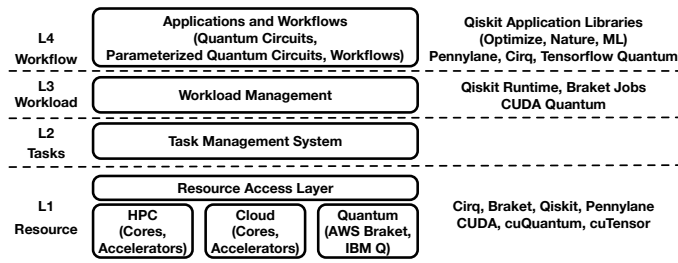 L4
Workflow
Applications and Workflows
(Quantum Circuits,
Parameterized Quantum Circuits, Workflows)
Qiskit Application Libraries
(Optimize, Nature, ML)
Pennylane, Cirq, Tensorflow Quantum
L3
Workload
Workload Management
Qiskit Runtime, Braket Jobs
CUDA Quantum
L2
Tasks
Task Management System
L1
Resource
Resource Access Layer
HPC
(Cores,
Accelerators)
Cloud
(Cores,
Accelerators)
Quantum
(AWS Braket,
IBM Q)
Cirq, Braket, Qiskit, Pennylane
CUDA, cuQuantum, cuTensor